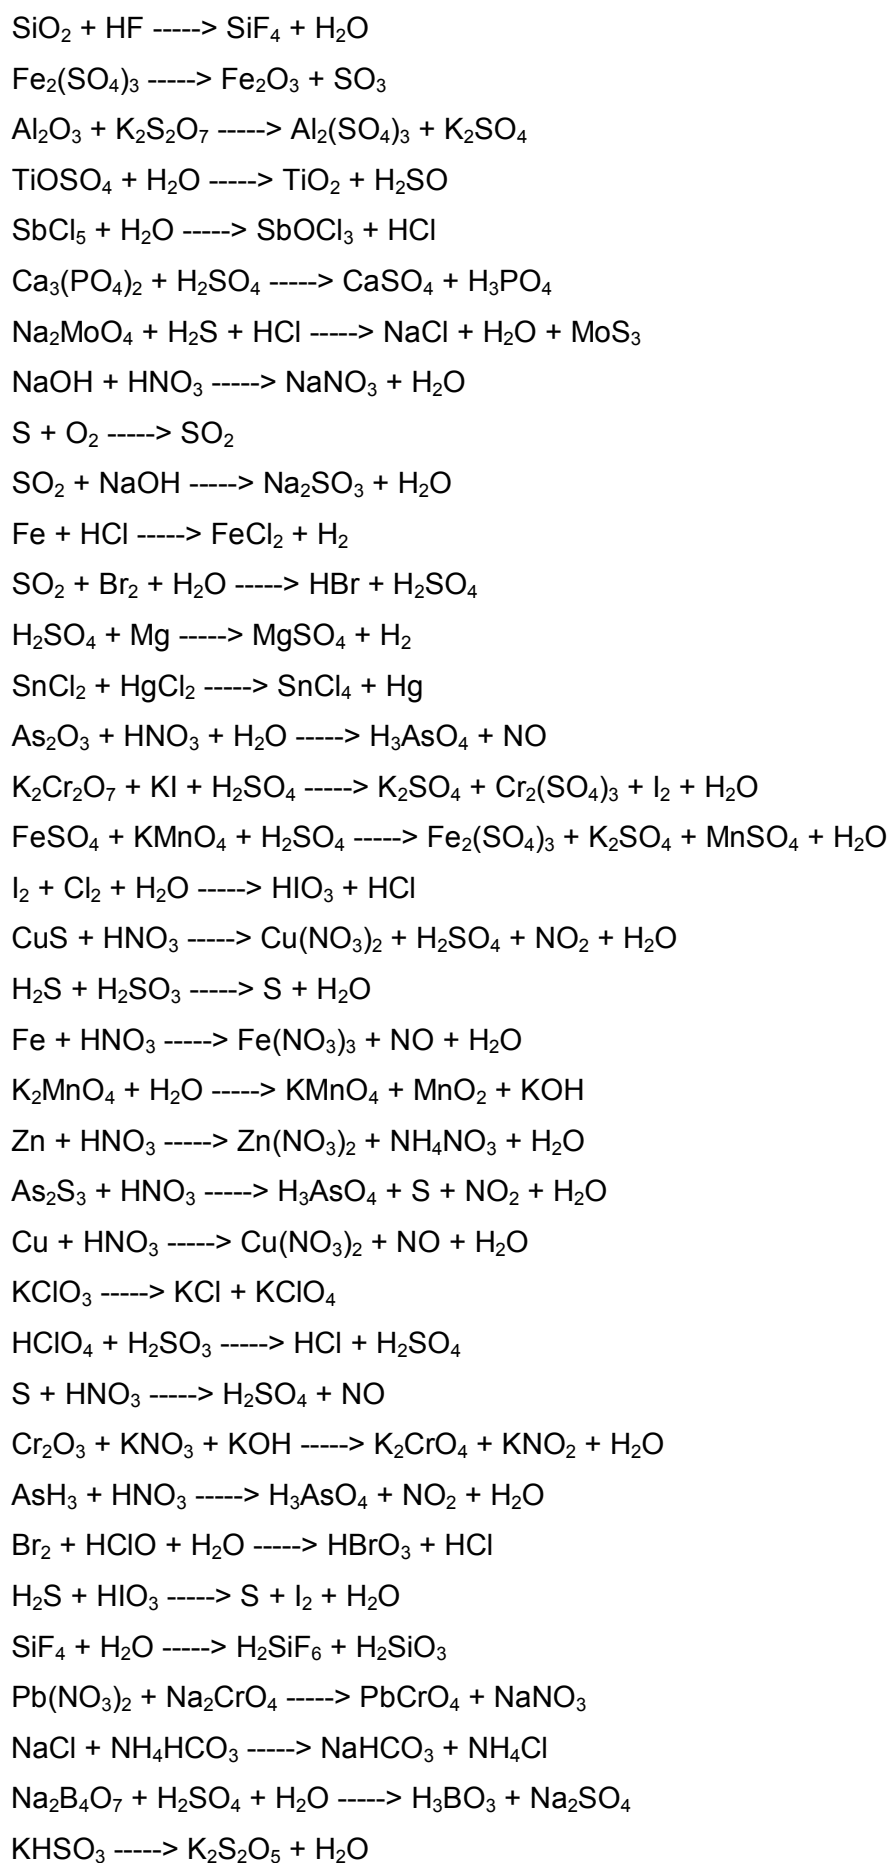 SiO₂ + HF -----> SiF₄ + H₂O
Fe₂(SO₄)₃ -----> Fe₂O₃ + SO₃
Al₂O₃ + K₂S₂O₇ -----> Al₂(SO₄)₃ + K₂SO₄
TiOSO₄ + H₂O -----> TiO₂ + H₂SO
SbCl₅ + H₂O -----> SbOCl₃ + HCl
Ca₃(PO₄)₂ + H₂SO₄ -----> CaSO₄ + H₃PO₄
Na₂MoO₄ + H₂S + HCl -----> NaCl + H₂O + MoS₃
NaOH + HNO₃ -----> NaNO₃ + H₂O
S + O₂ -----> SO₂
SO₂ + NaOH -----> Na₂SO₃ + H₂O
Fe + HCl -----> FeCl₂ + H₂
SO₂ + Br₂ + H₂O -----> HBr + H₂SO₄
H₂SO₄ + Mg -----> MgSO₄ + H₂
SnCl₂ + HgCl₂ -----> SnCl₄ + Hg
As₂O₃ + HNO₃ + H₂O -----> H₃AsO₄ + NO
K₂Cr₂O₇ + KI + H₂SO₄ -----> K₂SO₄ + Cr₂(SO₄)₃ + I₂ + H₂O
FeSO₄ + KMnO₄ + H₂SO₄ -----> Fe₂(SO₄)₃ + K₂SO₄ + MnSO₄ + H₂O
I₂ + Cl₂ + H₂O -----> HIO₃ + HCl
CuS + HNO₃ -----> Cu(NO₃)₂ + H₂SO₄ + NO₂ + H₂O
H₂S + H₂SO₃ -----> S + H₂O
Fe + HNO₃ -----> Fe(NO₃)₃ + NO + H₂O
K₂MnO₄ + H₂O -----> KMnO₄ + MnO₂ + KOH
Zn + HNO₃ -----> Zn(NO₃)₂ + NH₄NO₃ + H₂O
As₂S₃ + HNO₃ -----> H₃AsO₄ + S + NO₂ + H₂O
Cu + HNO₃ -----> Cu(NO₃)₂ + NO + H₂O
KClO₃ -----> KCl + KClO₄
HClO₄ + H₂SO₃ -----> HCl + H₂SO₄
S + HNO₃ -----> H₂SO₄ + NO
Cr₂O₃ + KNO₃ + KOH -----> K₂CrO₄ + KNO₂ + H₂O
AsH₃ + HNO₃ -----> H₃AsO₄ + NO₂ + H₂O
Br₂ + HClO + H₂O -----> HBrO₃ + HCl
H₂S + HIO₃ -----> S + I₂ + H₂O
SiF₄ + H₂O -----> H₂SiF₆ + H₂SiO₃
Pb(NO₃)₂ + Na₂CrO₄ -----> PbCrO₄ + NaNO₃
NaCl + NH₄HCO₃ -----> NaHCO₃ + NH₄Cl
Na₂B₄O₇ + H₂SO₄ + H₂O -----> H₃BO₃ + Na₂SO₄
KHSO₃ -----> K₂S₂O₅ + H₂O